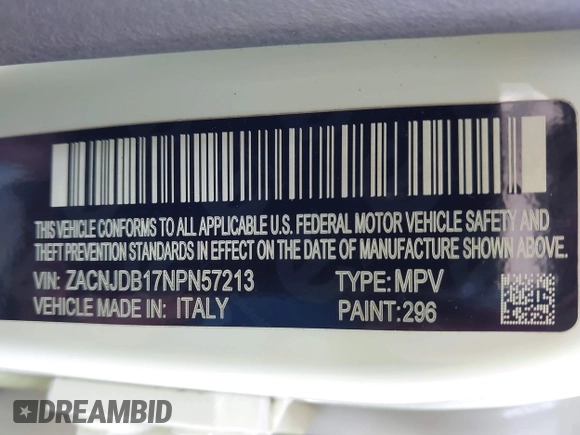 THIS VEHICLE CONFORMS TO ALL APPLICABLE U.S. FEDERAL MOTOR VEHICLE SAFETY AND
THEFT PREVENTION STANDARDS IN EFFECT ON THE DATE OF MANUFACTURE SHOWN ABOVE.
VIN: ZACNJDB17NPN57213 TYPE: MPV
VEHICLE MADE IN: ITALY PAINT: 296
DREAMBID